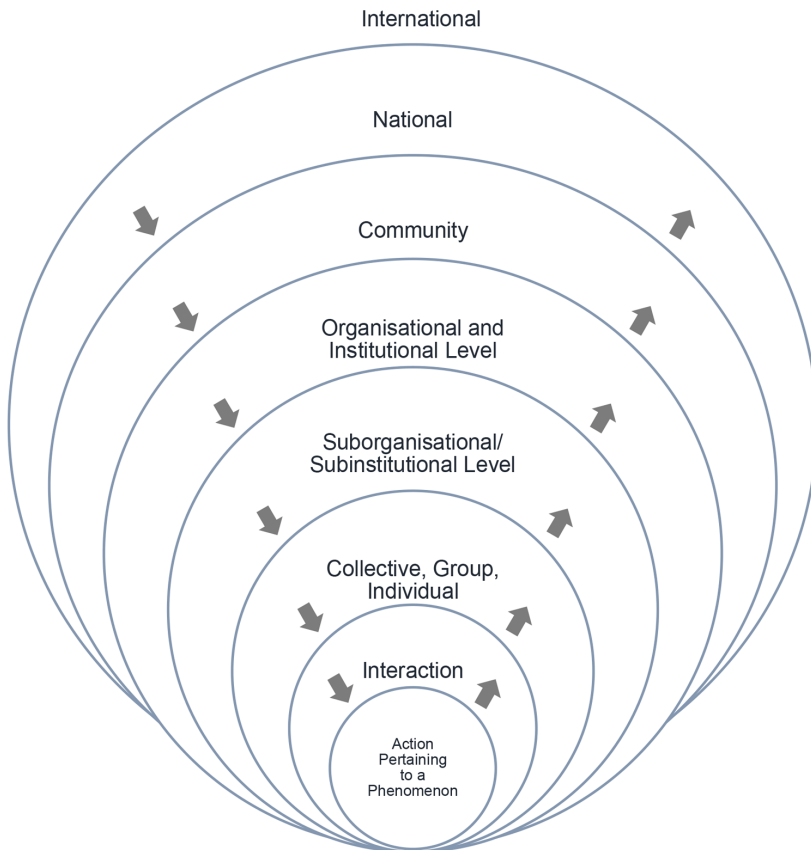 International
National
Community
Organisational and
Institutional Level
Suborganisational/
Subinstitutional Level
Collective, Group,
Individual
Interaction
Action
Pertaining
to a
Phenomenon